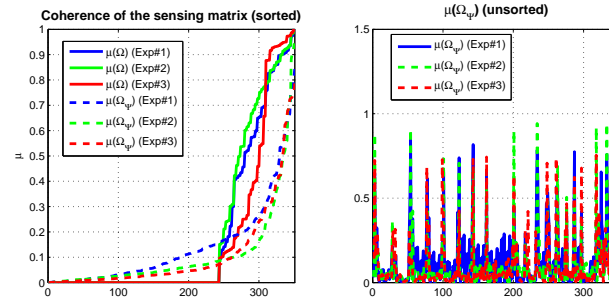 Coherence of the sensing matrix (sorted)
μ
1
0.9
0.8
0.7
0.6
0.5
0.4
0.3
0.2
0.1
0
0
100
200
300
μ(Ω) (Exp#1)
μ(Ω) (Exp#2)
μ(Ω) (Exp#3)
μ(Ω_Ψ) (Exp#1)
μ(Ω_Ψ) (Exp#2)
μ(Ω_Ψ) (Exp#3)
μ(Ω_Ψ) (unsorted)
1.5
1
0.5
0
0
100
200
300
μ(Ω_Ψ) (Exp#1)
μ(Ω_Ψ) (Exp#2)
μ(Ω_Ψ) (Exp#3)